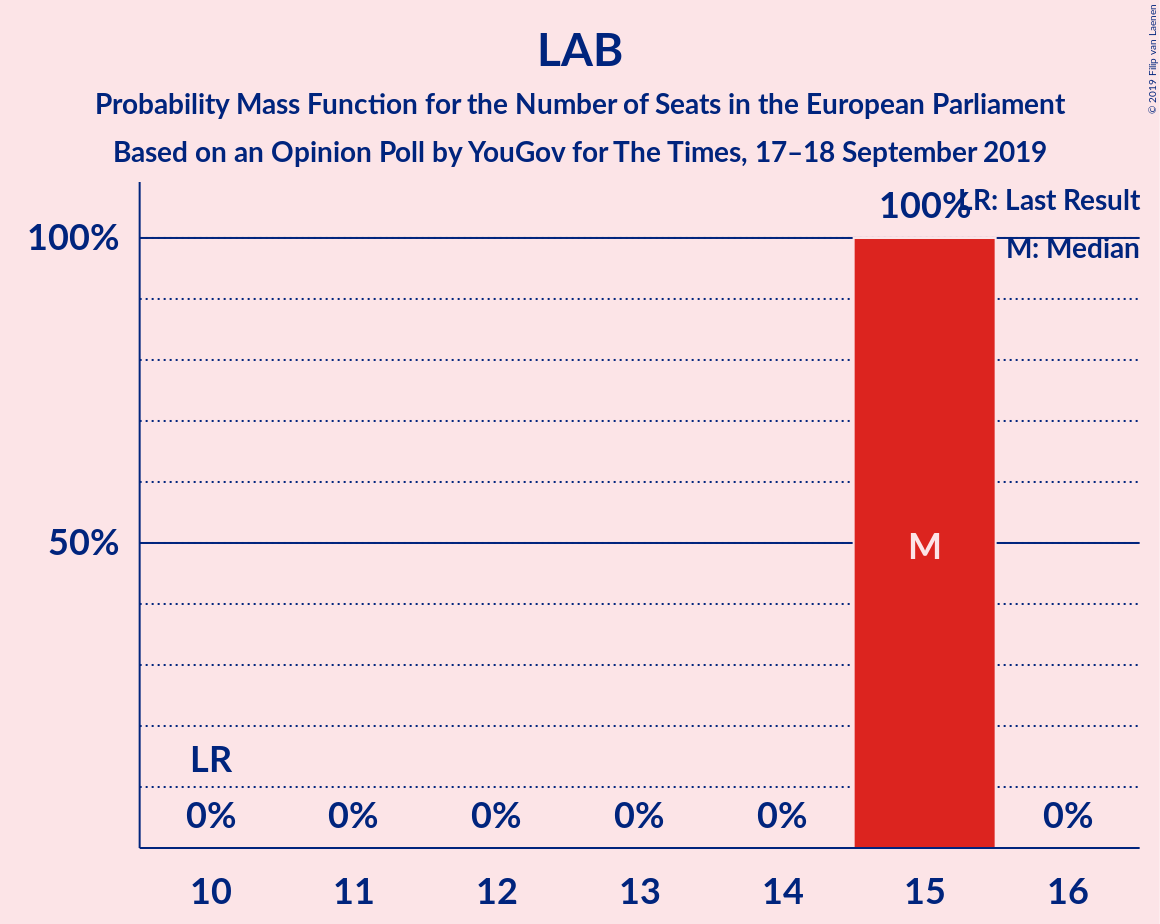 LAB
Probability Mass Function for the Number of Seats in the European Parliament
Based on an Opinion Poll by YouGov for The Times, 17–18 September 2019
© 2019 Filip van Laenen
100%
LR: Last Result
100%
M: Median
50%
M
LR
0%
0%
0%
0%
0%
0%
10
11
12
13
14
15
16